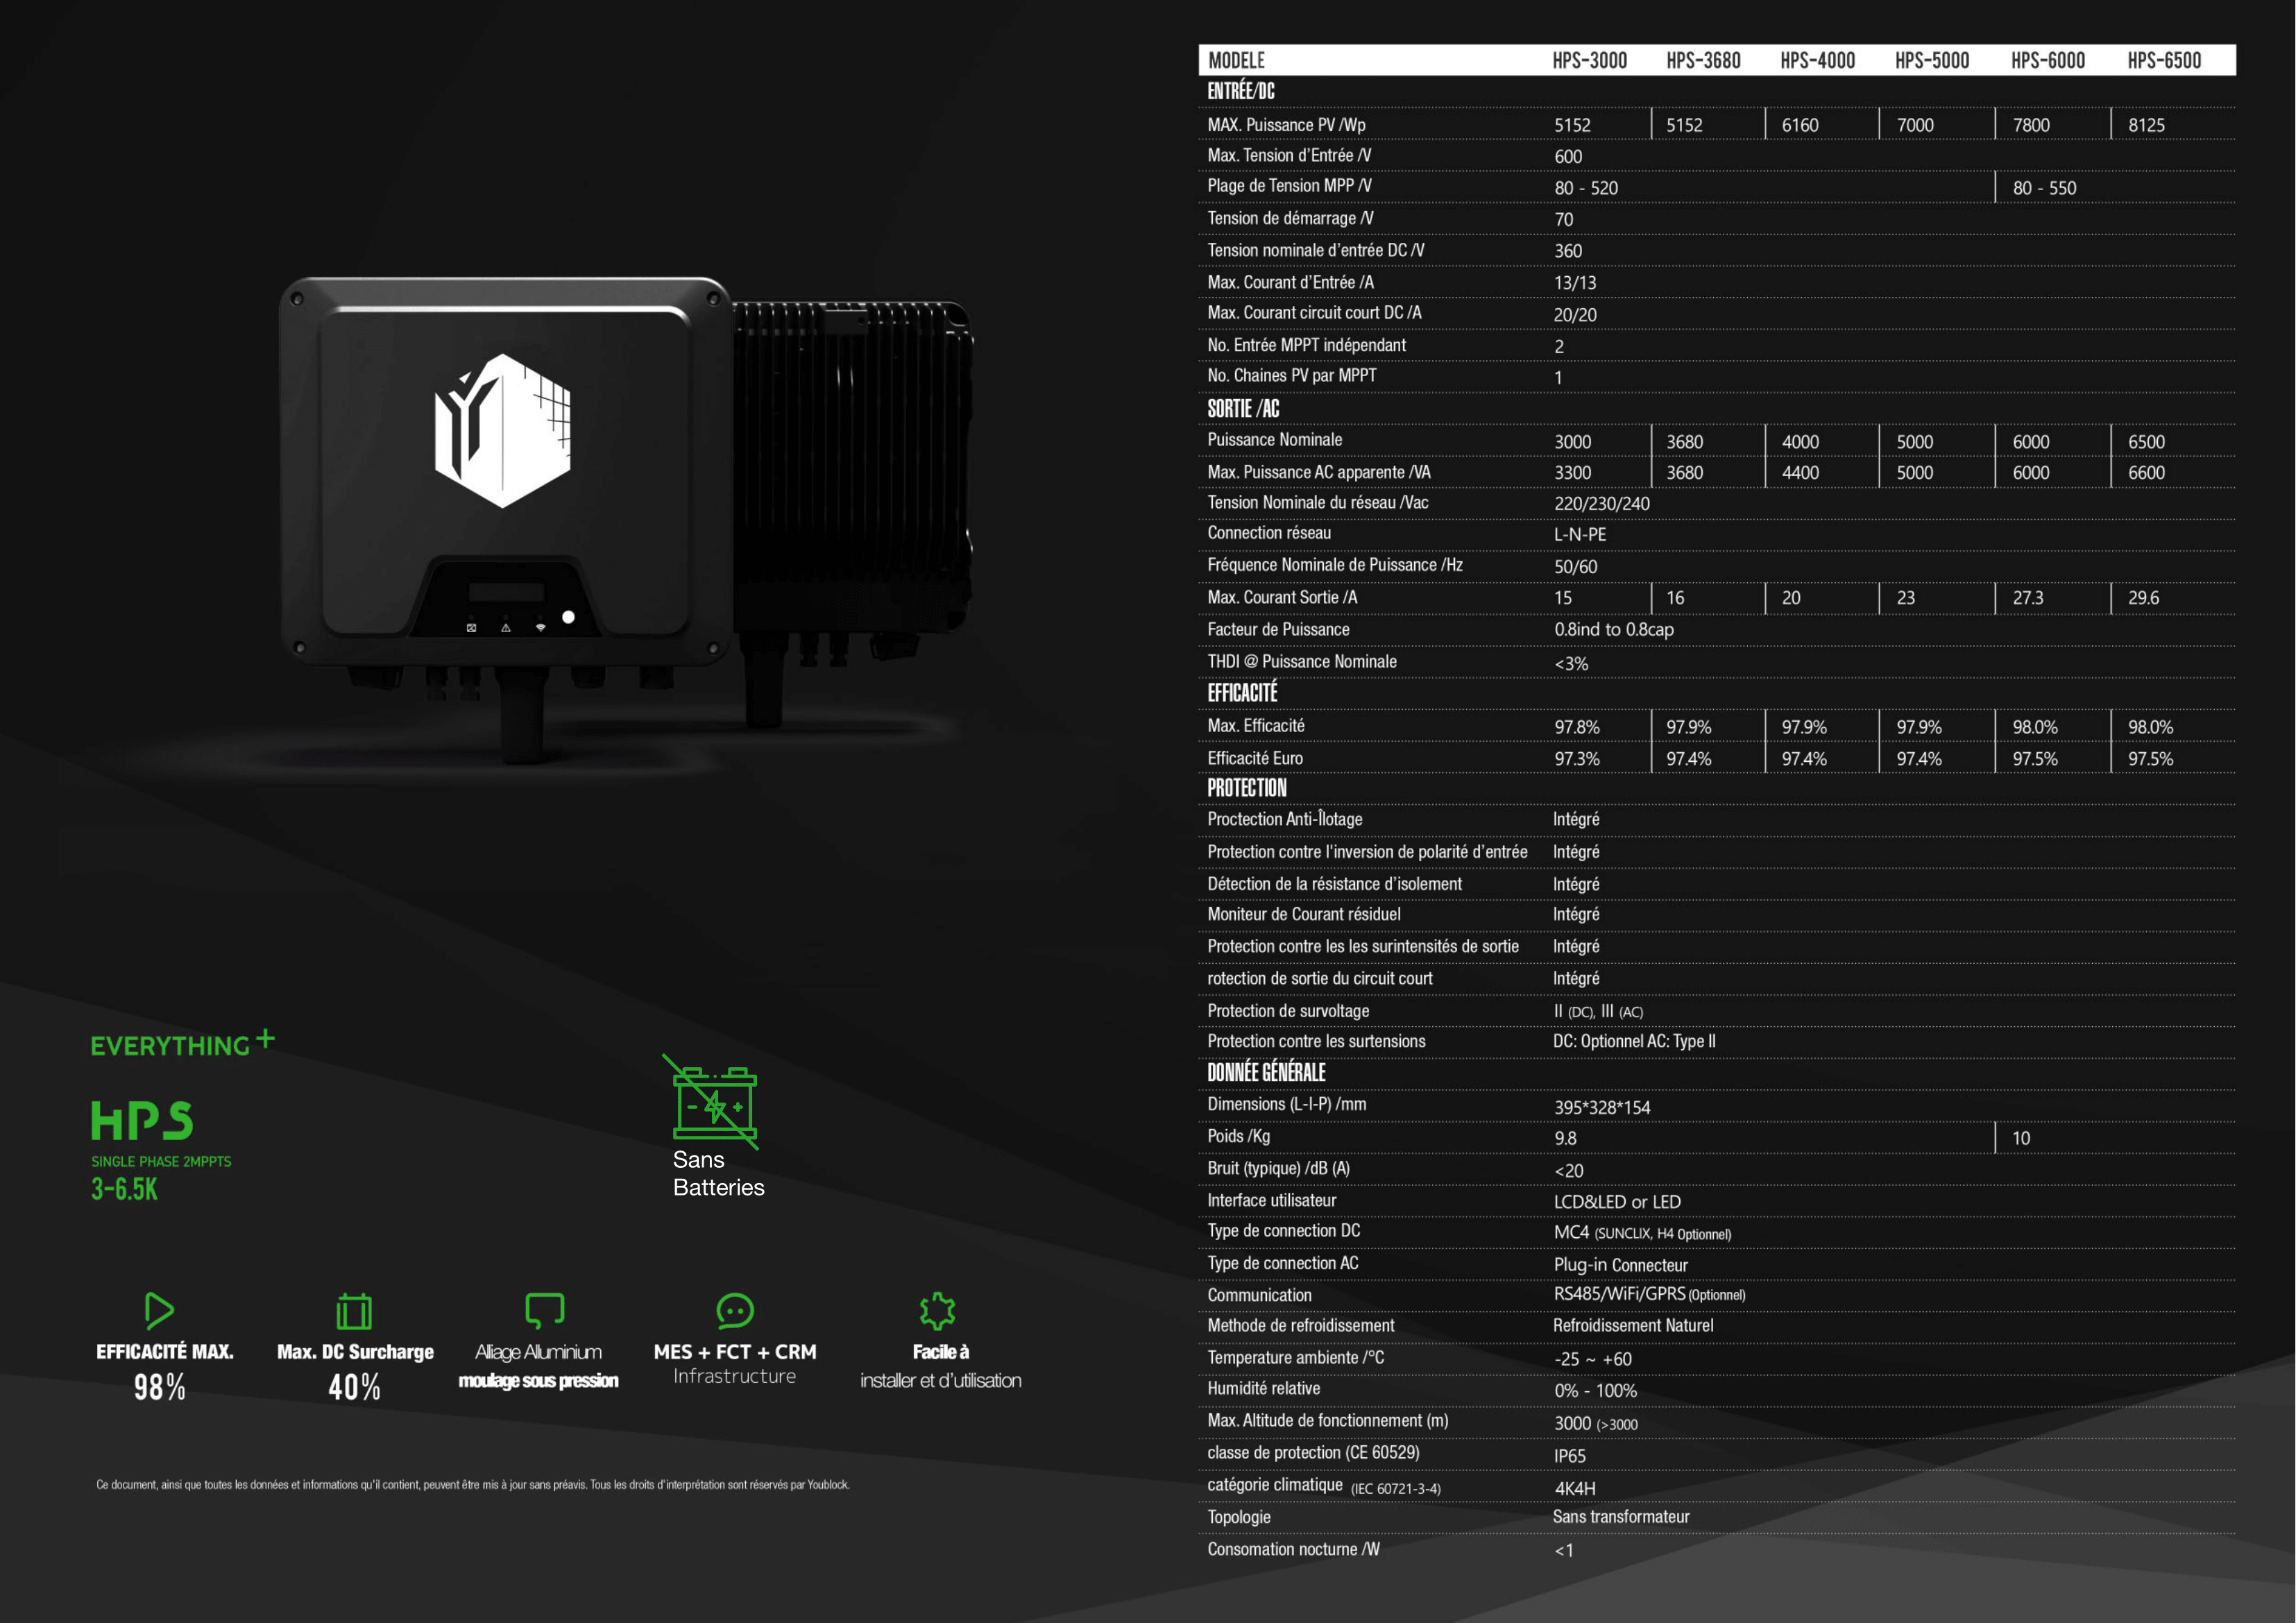 EVERYTHING+
HPS
SINGLE PHASE 2MPPTS
3-6.5K
Sans
Batteries
EFFICACITÉ MAX.
98%
Max. DC Surcharge
40%
Alliage Alluminium
moulage sous pression
MES + FCT + CRM
Infrastructure
Facile à
installer et d'utilisation
Ce document, ainsi que toutes les données et informations qu'il contient, peuvent être mis à jour sans préavis. Tous les droits d'interprétation sont réservés par Youblock.
MODELE HPS-3000 HPS-3680 HPS-4000 HPS-5000 HPS-6000 HPS-6500
ENTRÉE/DC
MAX. Puissance PV /Wp 5152 5152 6160 7000 7800 8125
Max. Tension d'Entrée /V 600
Plage de Tension MPP /V 80 - 520 80 - 550
Tension de démarrage /V 70
Tension nominale d'entrée DC /V 360
Max. Courant d'Entrée /A 13/13
Max. Courant circuit court DC /A 20/20
No. Entrée MPPT indépendant 2
No. Chaines PV par MPPT 1
SORTIE /AC
Puissance Nominale 3000 3680 4000 5000 6000 6500
Max. Puissance AC apparente /VA 3300 3680 4400 5000 6000 6600
Tension Nominale du réseau /Vac 220/230/240
Connection réseau L-N-PE
Fréquence Nominale de Puissance /Hz 50/60
Max. Courant Sortie /A 15 16 20 23 27.3 29.6
Facteur de Puissance 0.8ind to 0.8cap
THDI @ Puissance Nominale <3%
EFFICACITÉ
Max. Efficacité 97.8% 97.9% 97.9% 97.9% 98.0% 98.0%
Efficacité Euro 97.3% 97.4% 97.4% 97.4% 97.5% 97.5%
PROTECTION
Proctection Anti-Îlotage Intégré
Protection contre l'inversion de polarité d'entrée Intégré
Détection de la résistance d'isolement Intégré
Moniteur de Courant résiduel Intégré
Protection contre les les surintensités de sortie Intégré
rotection de sortie du circuit court Intégré
Protection de survoltage II (DC), III (AC)
Protection contre les surtensions DC: Optionnel AC: Type II
DONNÉE GÉNÉRALE
Dimensions (L-l-P) /mm 395*328*154
Poids /Kg 9.8 10
Bruit (typique) /dB (A) <20
Interface utilisateur LCD&LED or LED
Type de connection DC MC4 (SUNCLIX, H4 Optionnel)
Type de connection AC Plug-in Connecteur
Communication RS485/WiFi/GPRS (Optionnel)
Methode de refroidissement Refroidissement Naturel
Temperature ambiente /°C -25 ~ +60
Humidité relative 0% - 100%
Max. Altitude de fonctionnement (m) 3000 (>3000
classe de protection (CE 60529) IP65
catégorie climatique (IEC 60721-3-4) 4K4H
Topologie Sans transformateur
Consomation nocturne /W <1